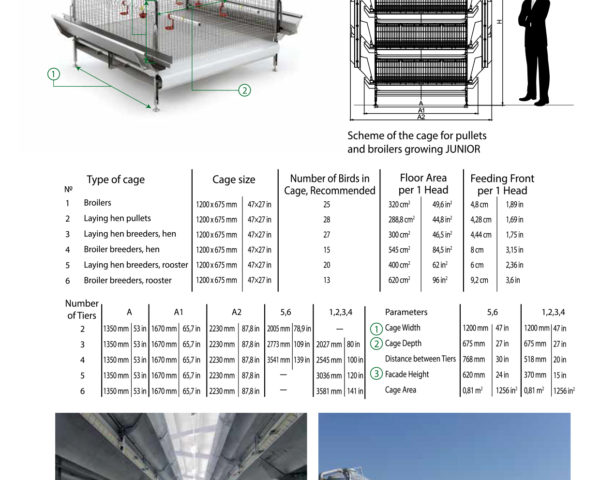 1
2
H
A
A1
A2
Scheme of the cage for pullets
and broilers growing JUNIOR
№ Type of cage Cage size Number of Birds in Cage, Recommended Floor Area per 1 Head Feeding Front per 1 Head
1 Broilers 1200 x 675 mm 47×27 in 25 320 cm² 49,6 in² 4,8 cm 1,89 in
2 Laying hen pullets 1200 x 675 mm 47×27 in 28 288,8 cm² 44,8 in² 4,28 cm 1,69 in
3 Laying hen breeders, hen 1200 x 675 mm 47×27 in 27 300 cm² 46,5 in² 4,44 cm 1,75 in
4 Broiler breeders, hen 1200 x 675 mm 47×27 in 15 545 cm² 84,5 in² 8 cm 3,15 in
5 Laying hen breeders, rooster 1200 x 675 mm 47×27 in 20 400 cm² 62 in² 6 cm 2,36 in
6 Broiler breeders, rooster 1200 x 675 mm 47×27 in 13 620 cm² 96 in² 9,2 cm 3,6 in
Number of Tiers A A1 A2 5,6 1,2,3,4
2 1350 mm 53 in 1670 mm 65,7 in 2230 mm 87,8 in 2005 mm 78,9 in —
3 1350 mm 53 in 1670 mm 65,7 in 2230 mm 87,8 in 2773 mm 109 in 2027 mm 80 in
4 1350 mm 53 in 1670 mm 65,7 in 2230 mm 87,8 in 3541 mm 139 in 2545 mm 100 in
5 1350 mm 53 in 1670 mm 65,7 in 2230 mm 87,8 in — 3036 mm 120 in
6 1350 mm 53 in 1670 mm 65,7 in 2230 mm 87,8 in — 3581 mm 141 in
Parameters 5,6 1,2,3,4
1 Cage Width 1200 mm 47 in 1200 mm 47 in
2 Cage Depth 675 mm 27 in 675 mm 27 in
Distance between Tiers 768 mm 30 in 518 mm 20 in
3 Facade Height 620 mm 24 in 370 mm 15 in
Cage Area 0,81 m² 1256 in² 0,81 m² 1256 in²